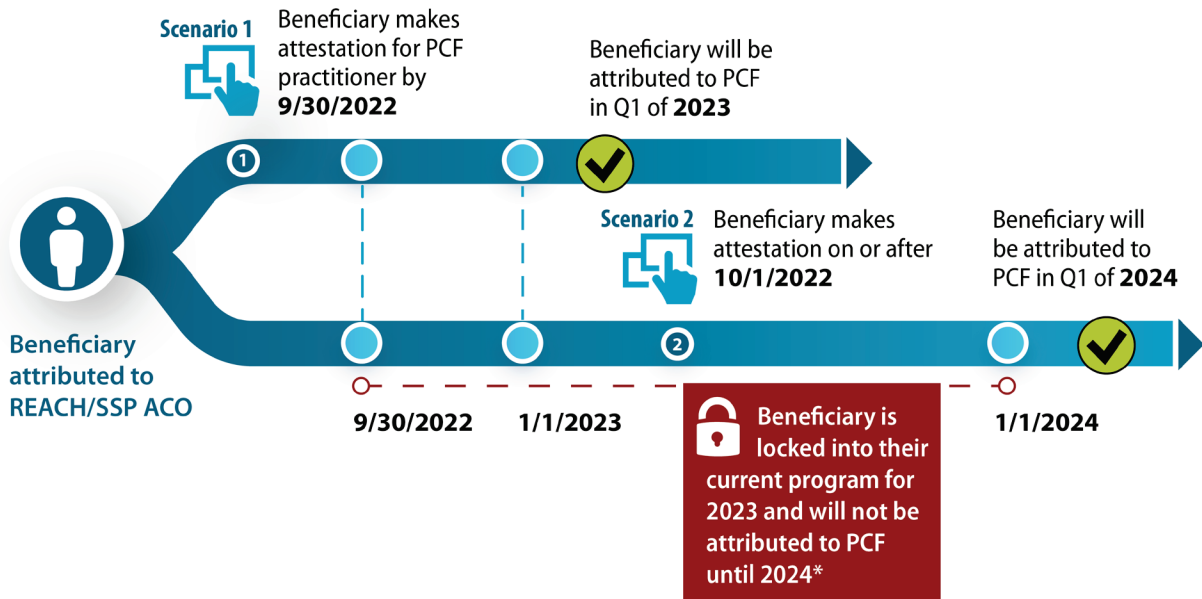 Scenario 1
Beneficiary makes
attestation for PCF
practitioner by
9/30/2022
Beneficiary will be
attributed to PCF
in Q1 of 2023
1
Scenario 2
Beneficiary makes
attestation on or after
10/1/2022
Beneficiary will
be attributed to
PCF in Q1 of 2024
2
Beneficiary
attributed to
REACH/SSP ACO
9/30/2022
1/1/2023
1/1/2024
Beneficiary is
locked into their
current program for
2023 and will not be
attributed to PCF
until 2024*